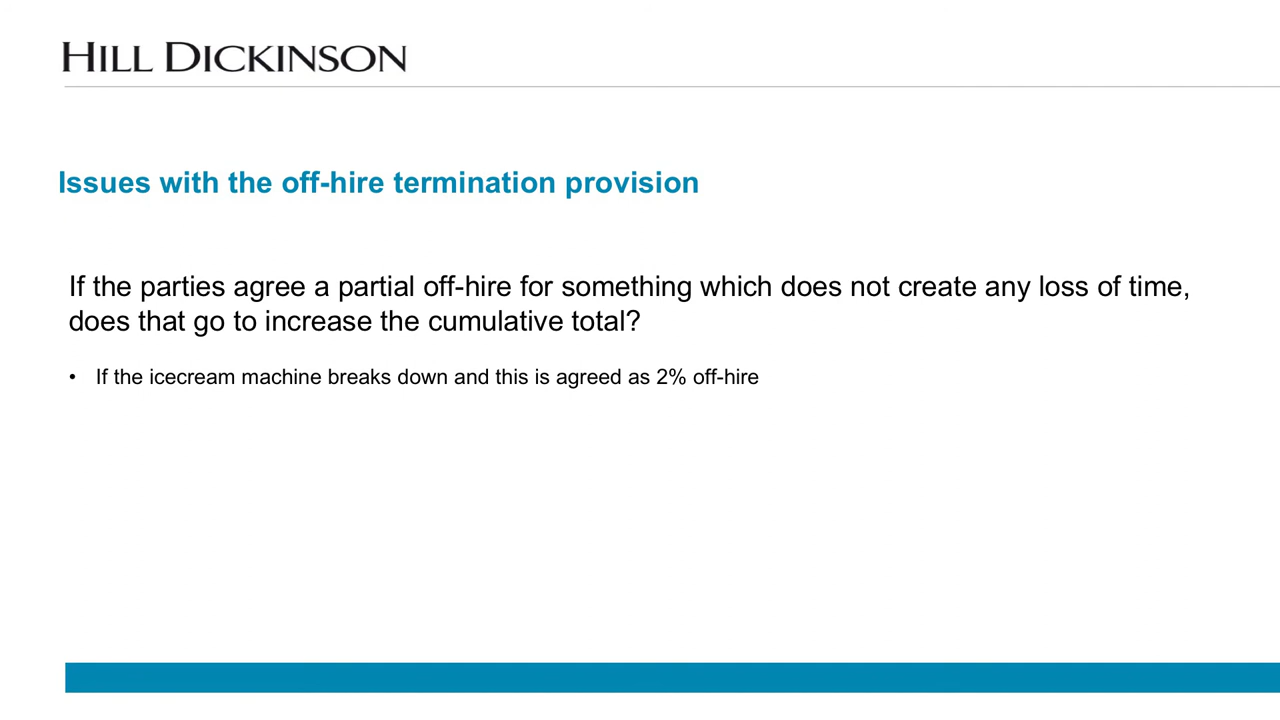 HILL DICKINSON
Issues with the off-hire termination provision
If the parties agree a partial off-hire for something which does not create any loss of time,
does that go to increase the cumulative total?
• If the icecream machine breaks down and this is agreed as 2% off-hire